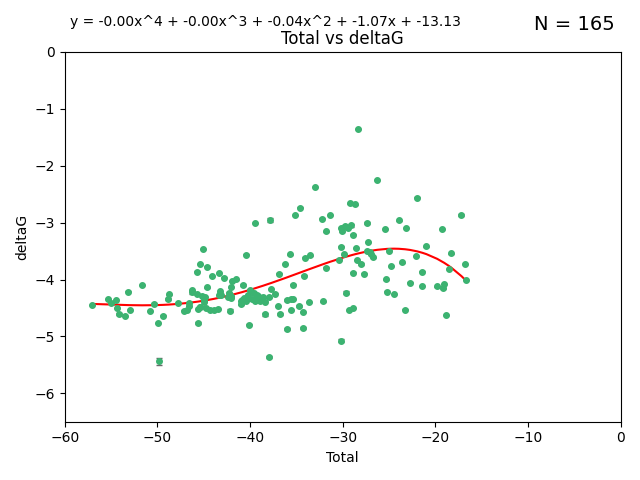 y = -0.00x^4 + -0.00x^3 + -0.04x^2 + -1.07x + -13.13
N = 165
Total vs deltaG
0
−1
−2
−3
−4
−5
−6
deltaG
−60 −50 −40 −30 −20 −10 0
Total